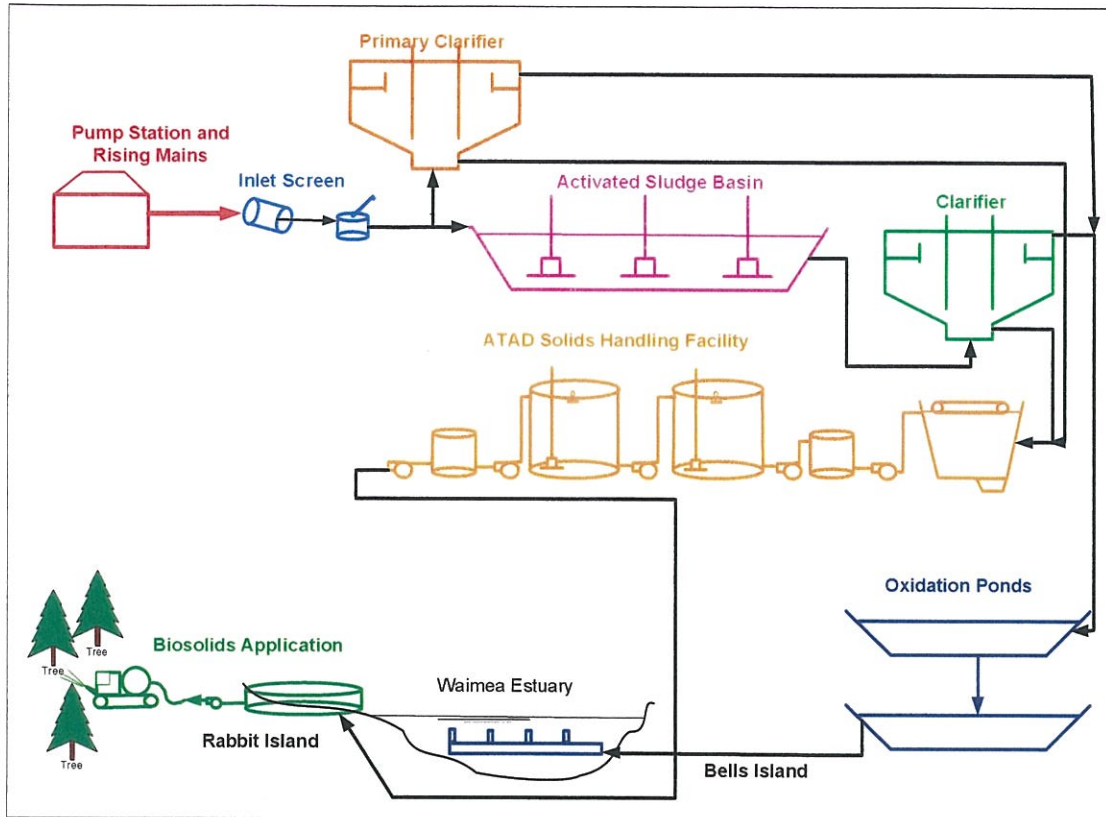 Primary Clarifier
Pump Station and
Rising Mains
Inlet Screen
Activated Sludge Basin
Clarifier
ATAD Solids Handling Facility
Oxidation Ponds
Tree
Tree
Tree
Biosolids Application
Waimea Estuary
Rabbit Island
Bells Island